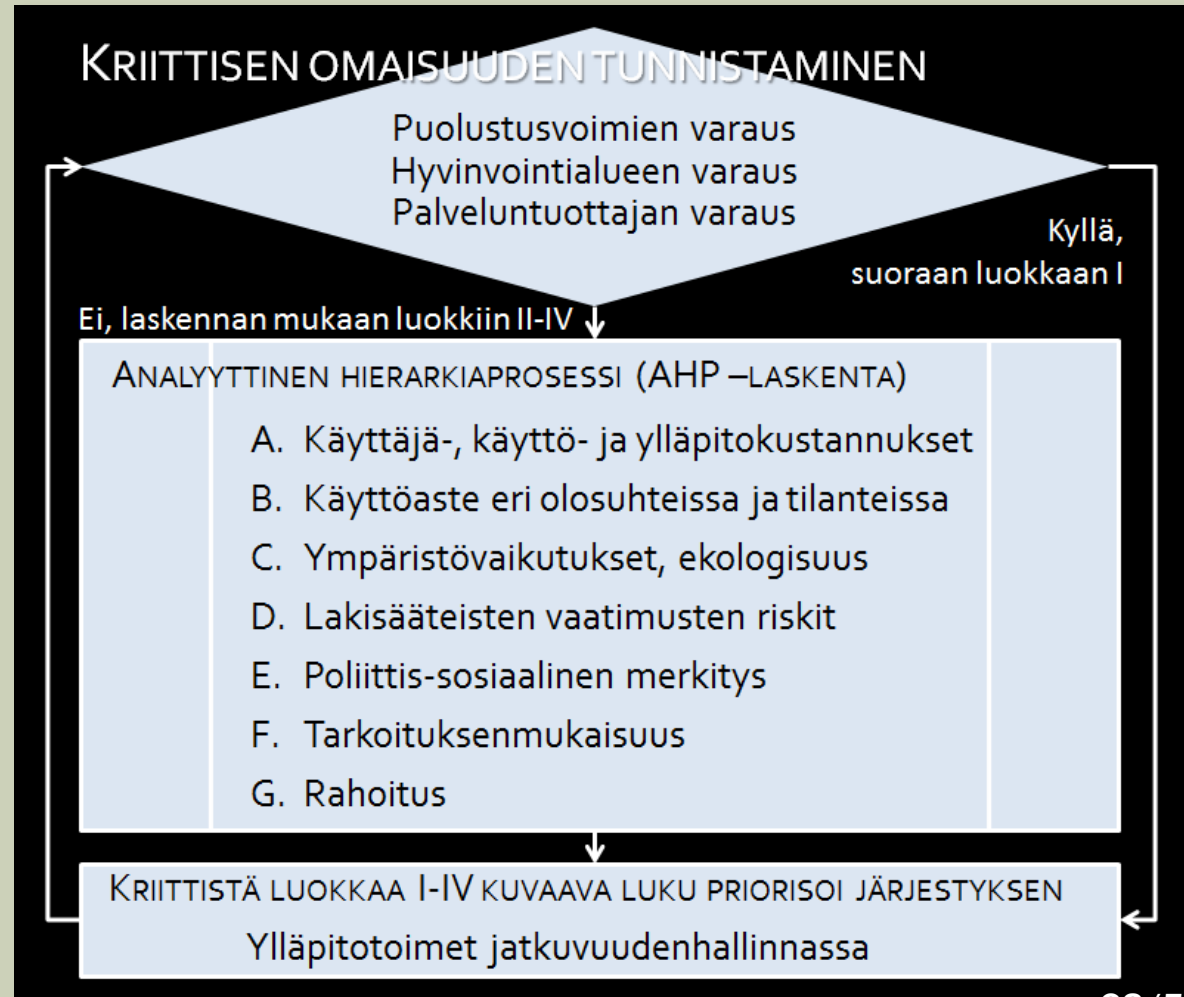 KRIITTISEN OMAISUUDEN TUNNISTAMINEN
Puolustusvoimien varaus
Hyvinvointialueen varaus
Palveluntuottajan varaus
Kyllä,
suoraan luokkaan I
Ei, laskennan mukaan luokkiin II-IV
ANALYYTTINEN HIERARKIAPROSESSI (AHP –LASKENTA)
A. Käyttäjä-, käyttö- ja ylläpitokustannukset
B. Käyttöaste eri olosuhteissa ja tilanteissa
C. Ympäristövaikutukset, ekologisuus
D. Lakisääteisten vaatimusten riskit
E. Poliittis-sosiaalinen merkitys
F. Tarkoituksenmukaisuus
G. Rahoitus
KRIITTISTÄ LUOKKAA I-IV KUVAAVA LUKU PRIORISOI JÄRJESTYKSEN
Ylläpitotoimet jatkuvuudenhallinnassa